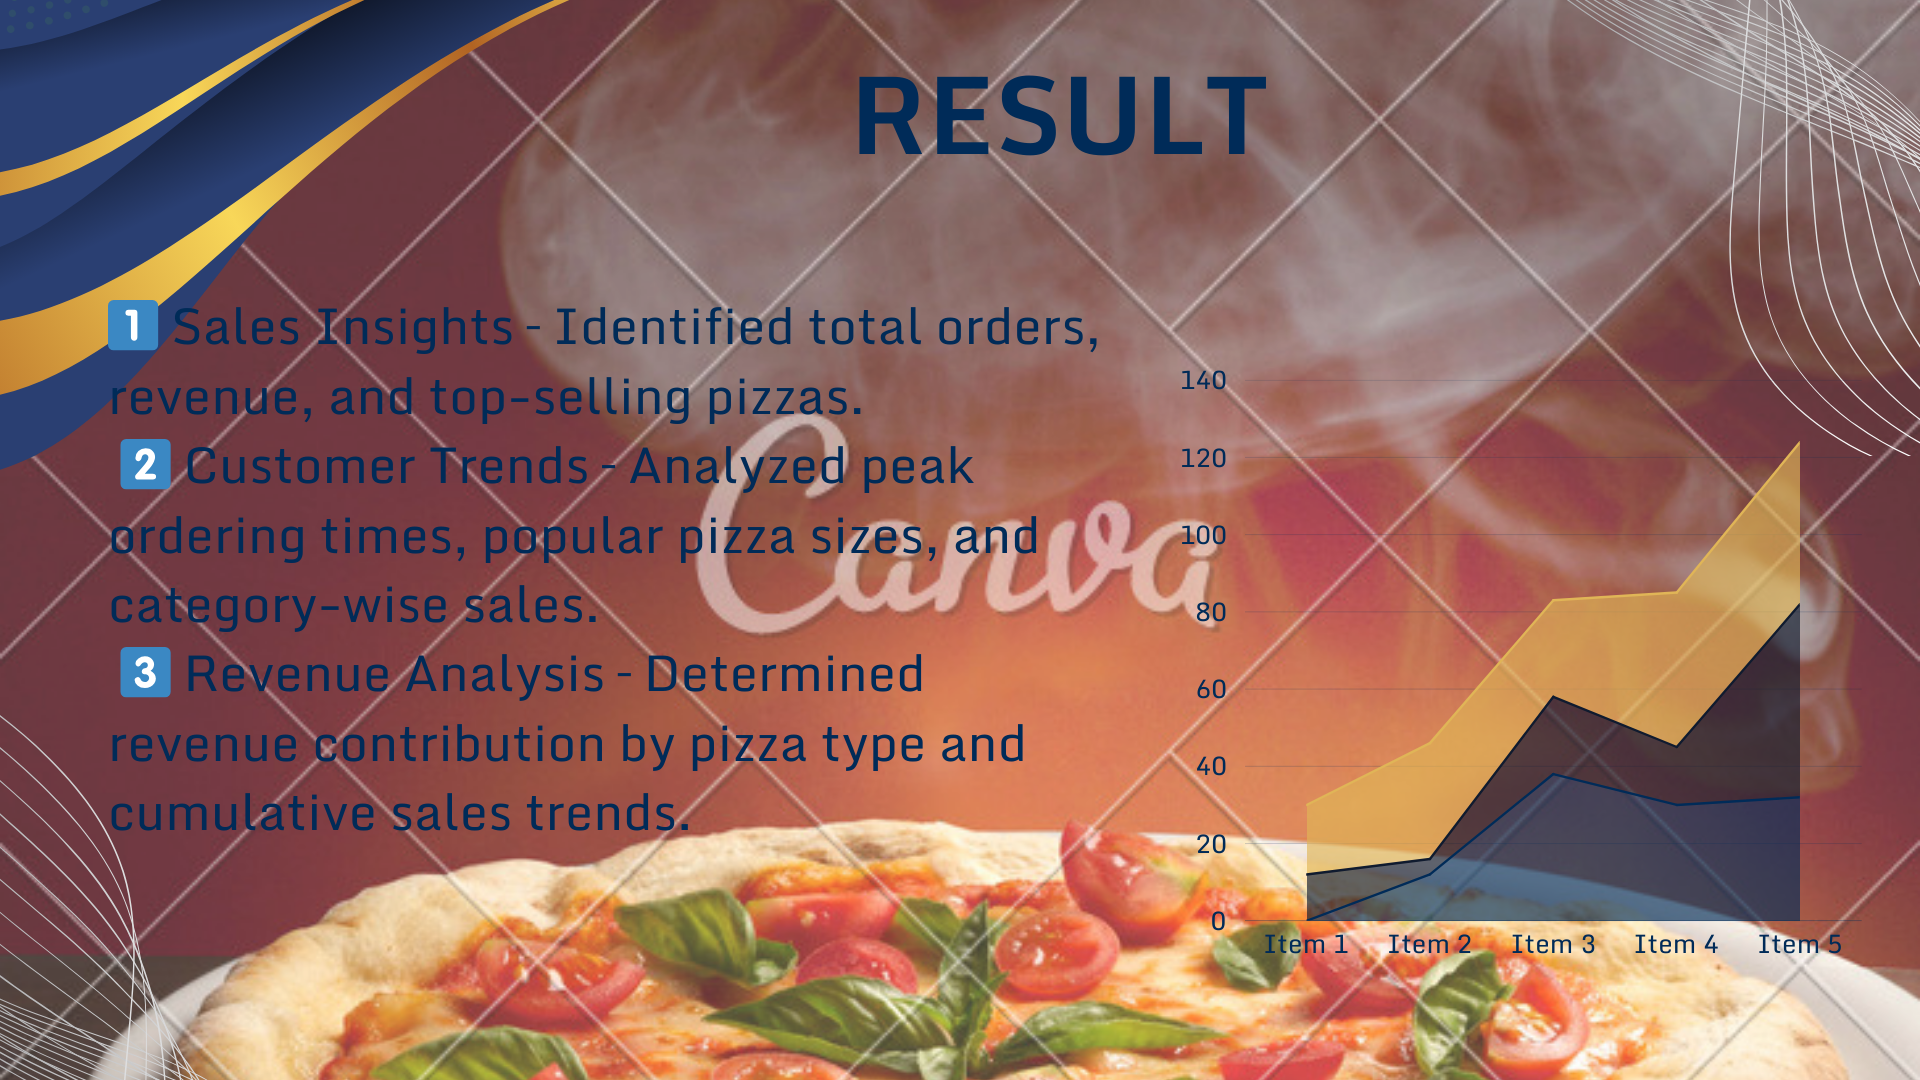 RESULT
1 Sales Insights - Identified total orders,
revenue, and top-selling pizzas.
2 Customer Trends - Analyzed peak
ordering times, popular pizza sizes, and
category-wise sales.
3 Revenue Analysis - Determined
revenue contribution by pizza type and
cumulative sales trends.
Canva
140
120
100
80
60
40
20
0
Item 1 Item 2 Item 3 Item 4 Item 5